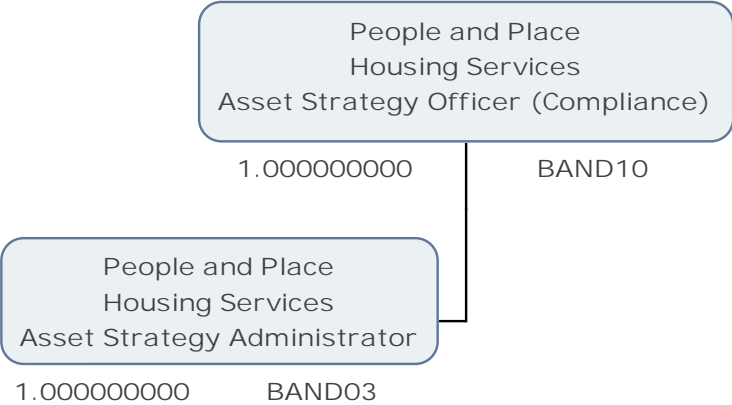 People and Place
Housing Services
Asset Strategy Officer (Compliance)
1.000000000 BAND10
People and Place
Housing Services
Asset Strategy Administrator
1.000000000 BAND03